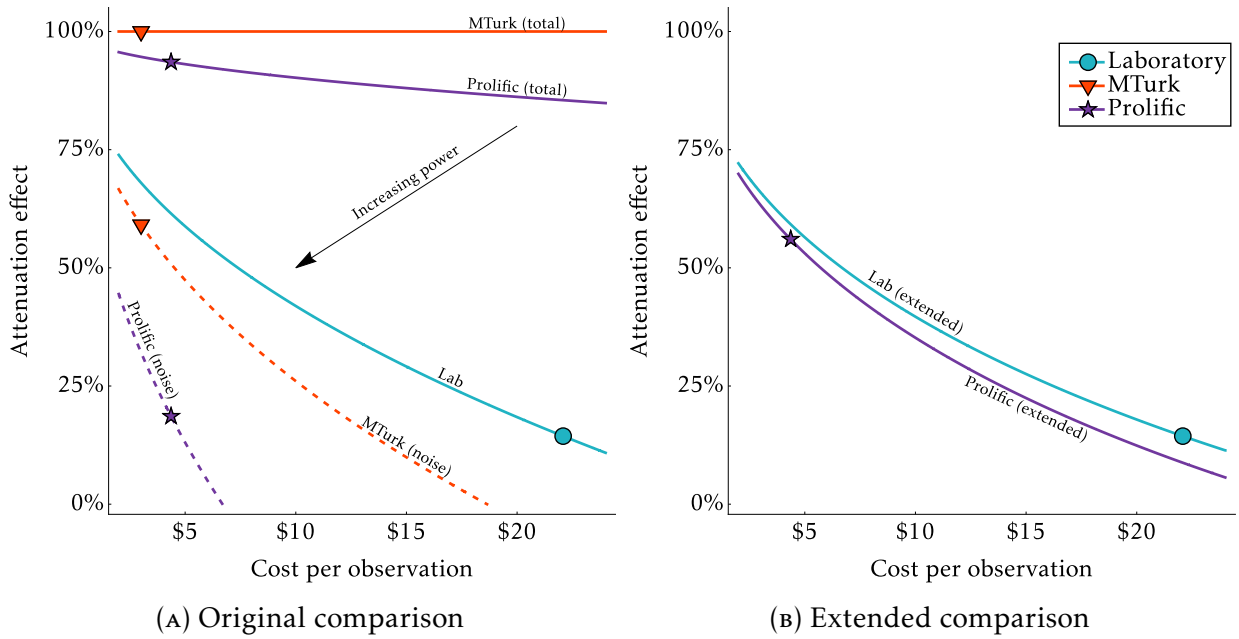 100%
75%
50%
25%
0%
Attenuation effect
MTurk (total)
Prolific (total)
Increasing power
Prolific (noise)
Lab
MTurk (noise)
$5
$10
$15
$20
Cost per observation
(A) Original comparison
100%
75%
50%
25%
0%
Attenuation effect
Laboratory
MTurk
Prolific
Lab (extended)
Prolific (extended)
$5
$10
$15
$20
Cost per observation
(B) Extended comparison